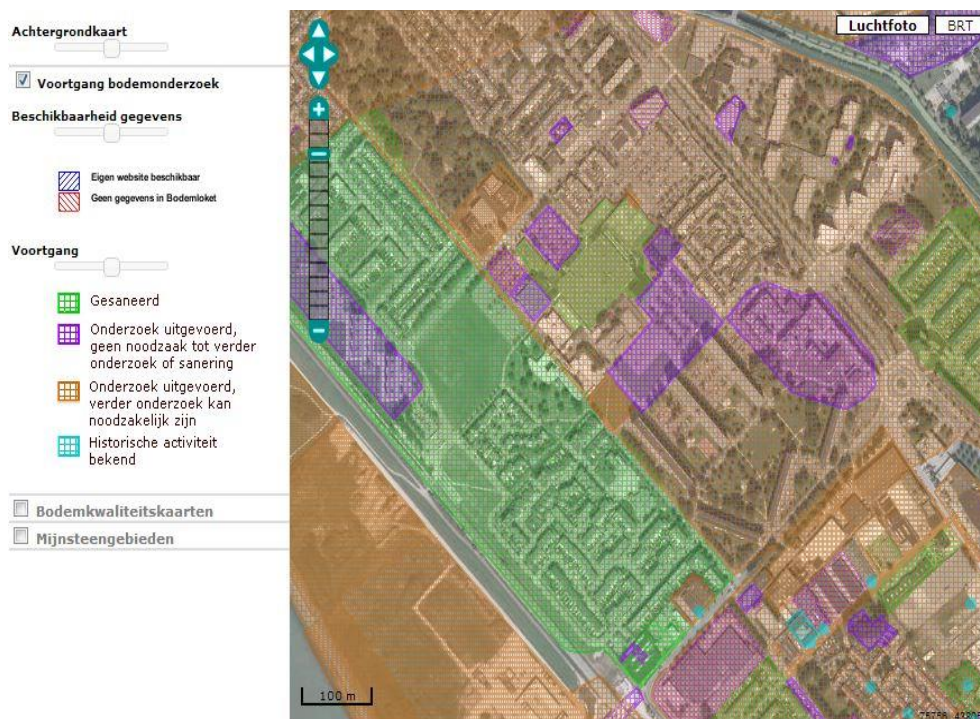 Achtergrondkaart
Voortgang bodemonderzoek
Beschikbaarheid gegevens
Eigen website beschikbaar
Geen gegevens in Bodemloket
Voortgang
Gesaneerd
Onderzoek uitgevoerd,
geen noodzaak tot verder
onderzoek of sanering
Onderzoek uitgevoerd,
verder onderzoek kan
noodzakelijk zijn
Historische activiteit
bekend
Bodemkwaliteitskaarten
Mijnsteengebieden
Luchtfoto BRT
100 m